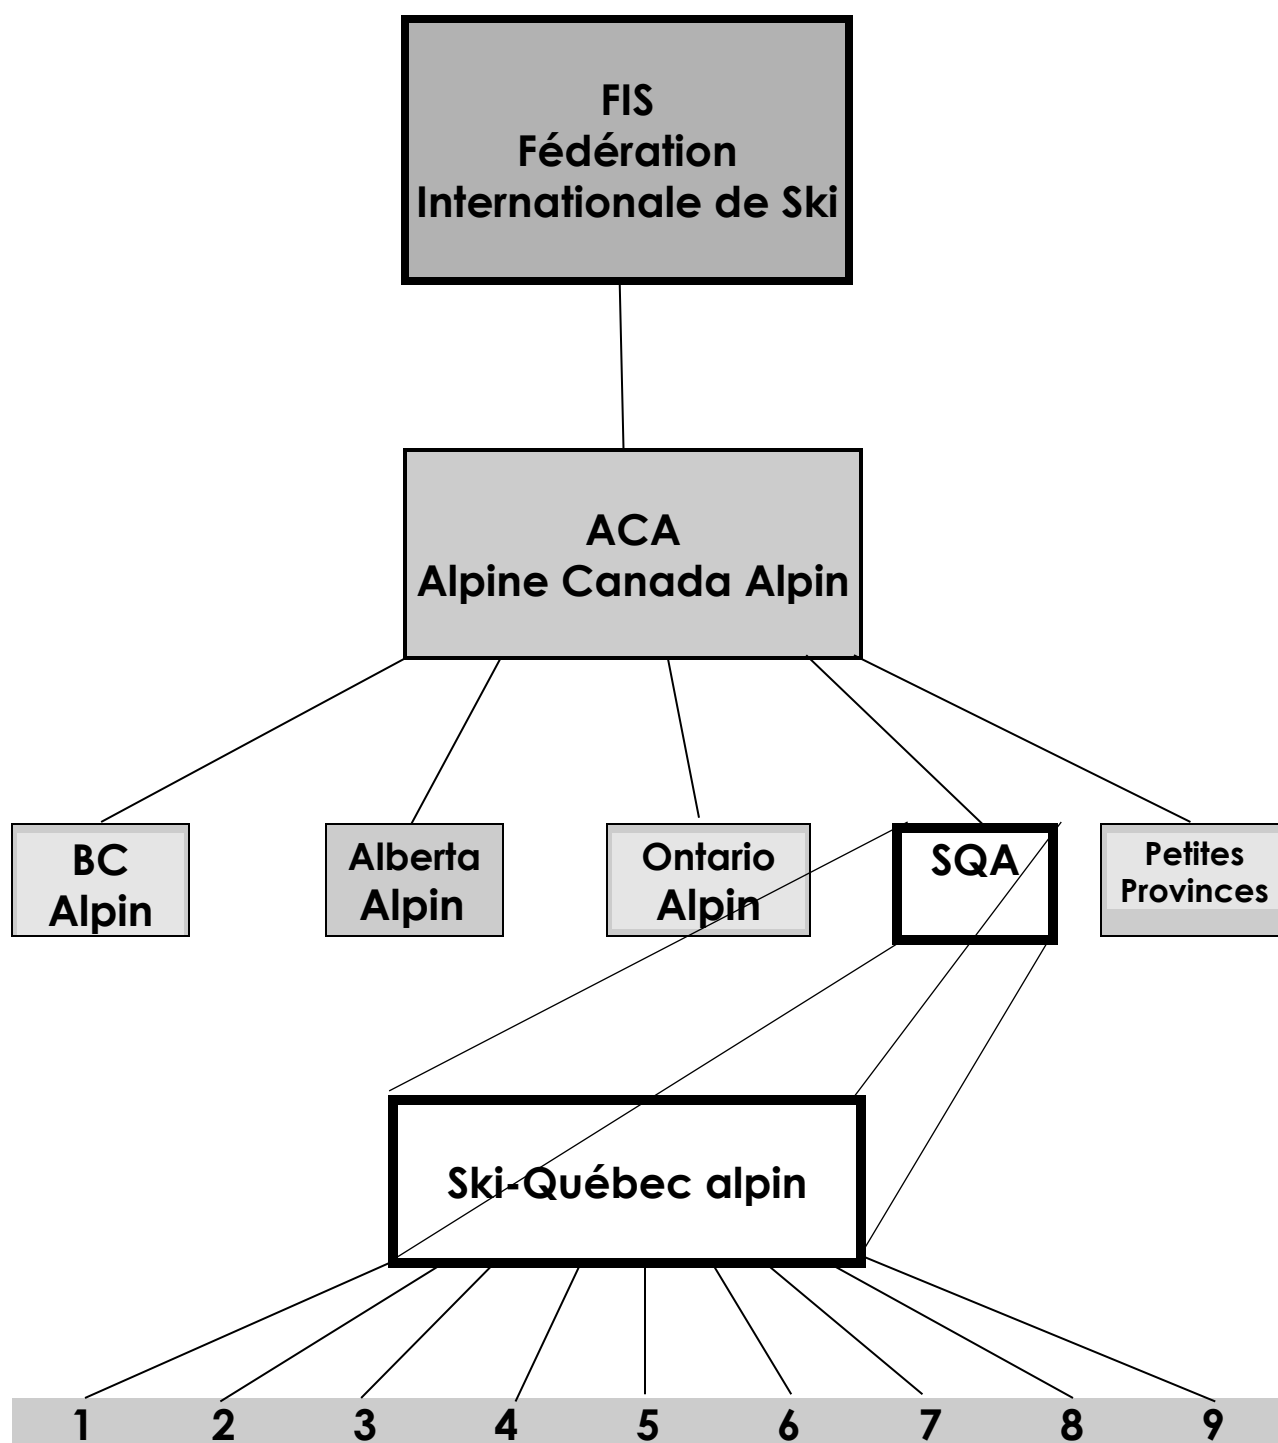 FIS
Fédération
Internationale de Ski
ACA
Alpine Canada Alpin
BC
Alpin
Alberta
Alpin
Ontario
Alpin
SQA
Petites
Provinces
Ski-Québec alpin
1 2 3 4 5 6 7 8 9